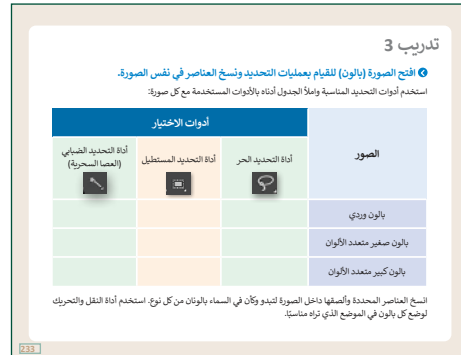 تدريب 3
افتح الصورة (بالون) للقيام بعمليات التحديد ونسخ العناصر في نفس الصورة.
استخدم أدوات التحديد المناسبة واملأ الجدول أدناه بالأدوات المستخدمة مع كل صورة:
أدوات الاختيار
الصور
أداة التحديد الحر
أداة التحديد المستطيل
أداة التحديد الضبابي
(العصا السحرية)
بالون وردي
بالون صغير متعدد الألوان
بالون كبير متعدد الألوان
انسخ العناصر المحددة وألصقها داخل الصورة لتبدو وكأن في السماء بالونان من كل نوع. استخدم أداة النقل والتحريك
لوضع كل بالون في الموضع الذي تراه مناسبًا.
233